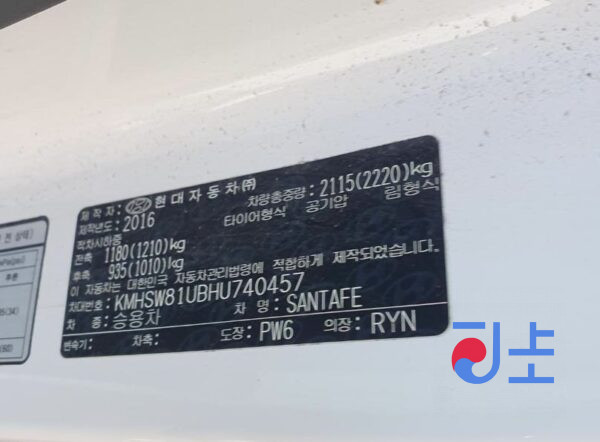 제작자: 현대자동차㈜ 차량총중량: 2115(2220)kg
제작년도: 2016 타이어형식 공기압 림형식
적차시하중
전축 1180(1210)kg
후축 935(1010)kg
이 자동차는 대한민국 자동차관리법령에 적합하게 제작되었습니다.
차대번호: KMHSW81UBHU740457
차 종: 승용차 차 명: SANTAFE
변속기: 차축: 도장: PW6 의장: RYN